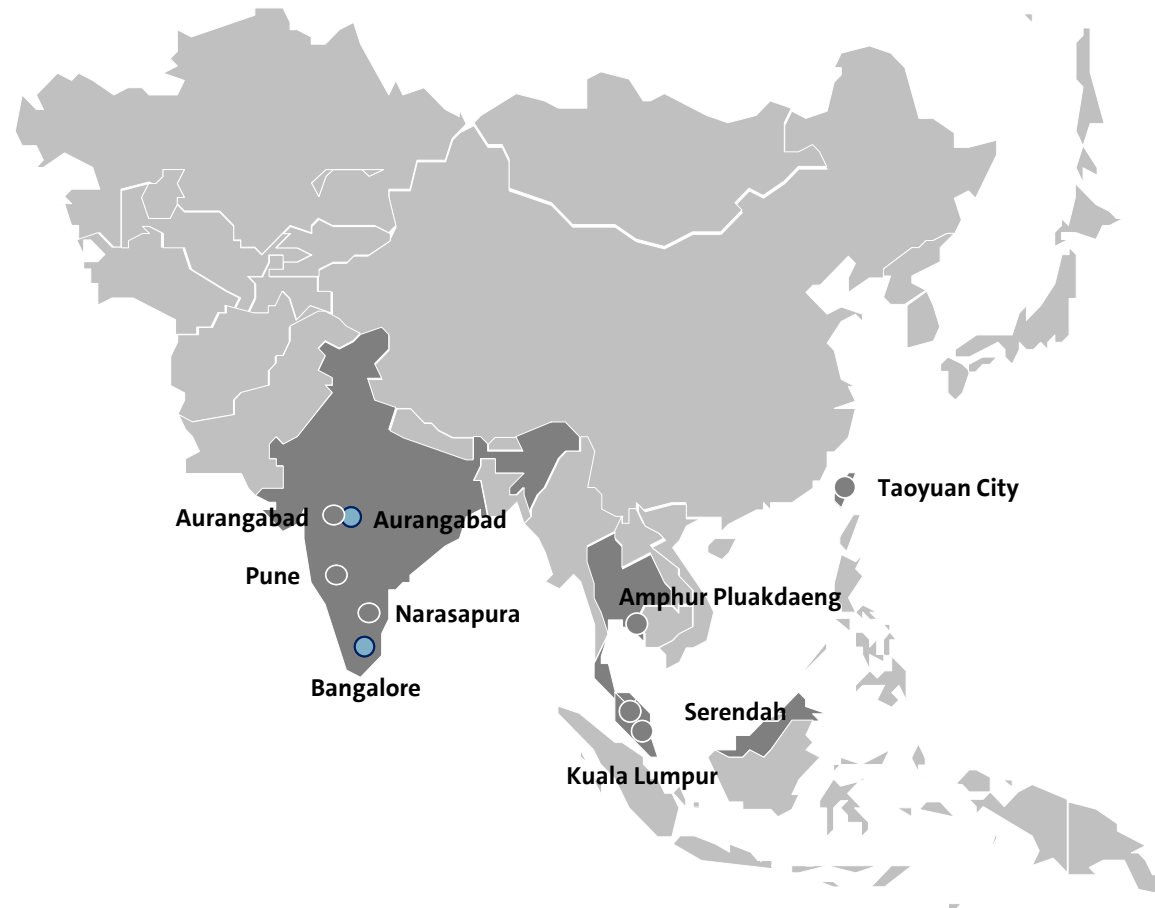 Taoyuan City
Aurangabad
Aurangabad
Pune
Amphur Pluakdaeng
Narasapura
Bangalore
Serendah
Kuala Lumpur